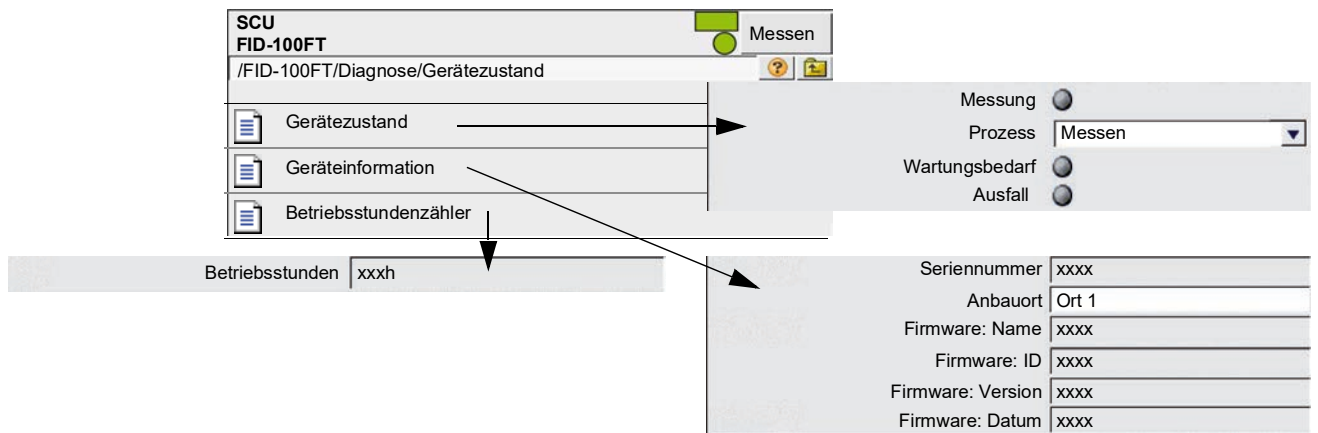 SCU
FID-100FT
Messen
/FID-100FT/Diagnose/Gerätezustand
?
Gerätezustand
Geräteinformation
Betriebsstundenzähler
Messung
Prozess Messen
Wartungsbedarf
Ausfall
Betriebsstunden xxxh
Seriennummer xxxx
Anbauort Ort 1
Firmware: Name xxxx
Firmware: ID xxxx
Firmware: Version xxxx
Firmware: Datum xxxx